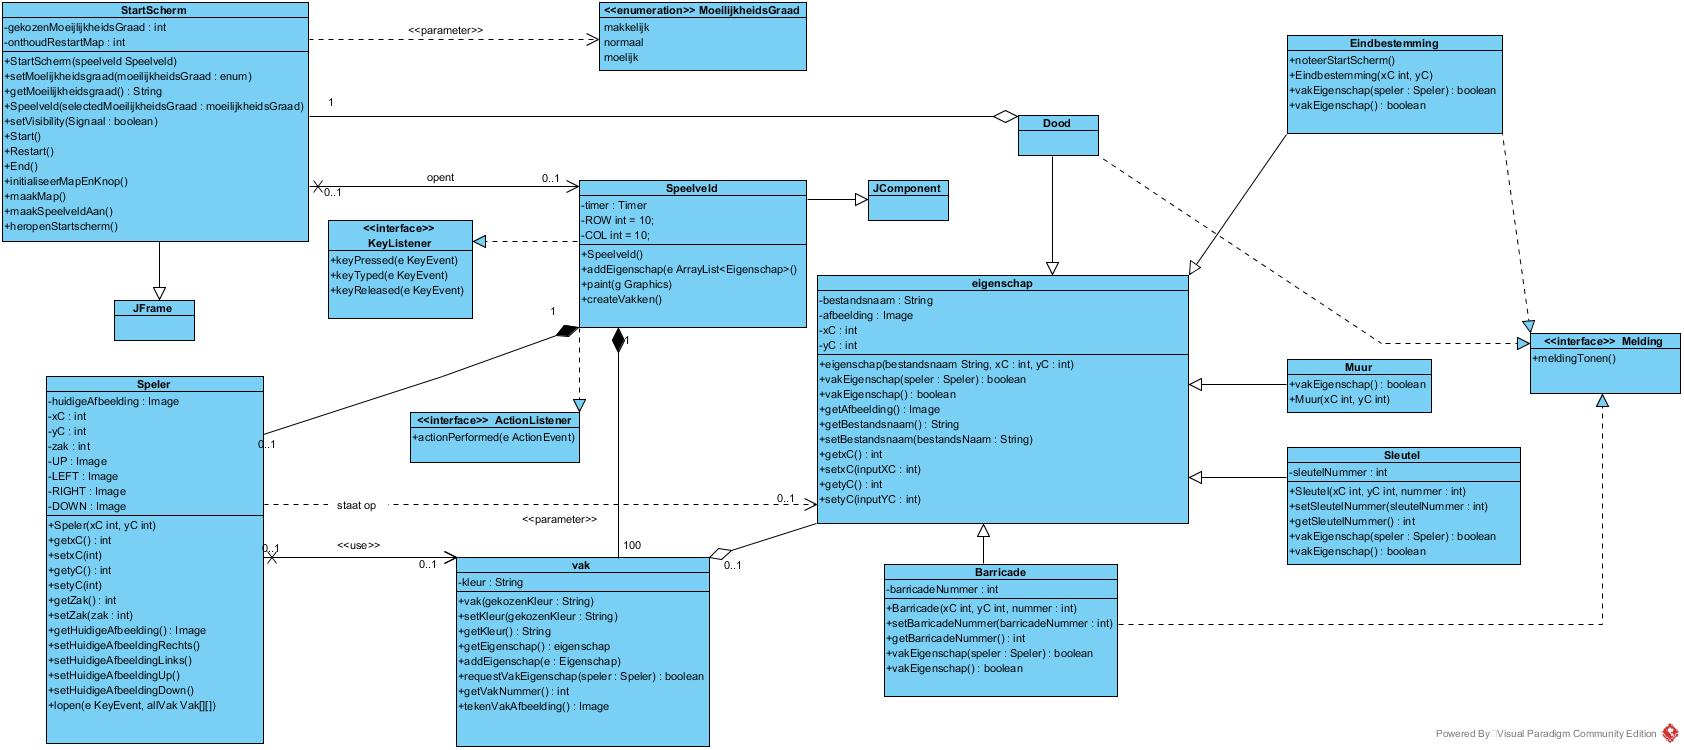 StartScherm
-gekozenMoeijlijkheidsGraad : int
-onthoudRestartMap : int
+StartScherm(speelveld Speelveld)
+setMoelijkheidsgraad(moeilijkheidsGraad : enum)
+getMoelijkheidsgraad() : String
+Speelveld(selectedMoeilijkheidsGraad : moeilijkheidsGraad)
+setVisibility(Signaal : boolean)
+Start()
+Restart()
+End()
+initialiseerMapEnKnop()
+maakMap()
+maakSpeelveldAan()
+heropenStartscherm()
<<parameter>>
<<enumeration>> MoeilijkheidsGraad
makkelijk
normaal
moelijk
1
Dood
Eindbestemming
+noteerStartScherm()
+Eindbestemming(xC int, yC)
+vakEigenschap(speler : Speler) : boolean
+vakEigenschap() : boolean
opent
0..1
0..1
Speelveld
-timer : Timer
-ROW int = 10;
-COL int = 10;
+Speelveld()
+addEigenschap(e ArrayList<Eigenschap>()
+paint(g Graphics)
+createVakken()
JComponent
<<interface>>
KeyListener
+keyPressed(e KeyEvent)
+keyTyped(e KeyEvent)
+keyReleased(e KeyEvent)
JFrame
1
1
eigenschap
-bestandsnaam : String
-afbeelding : Image
-xC : int
-yC : int
+eigenschap(bestandsnaam String, xC : int, yC : int)
+vakEigenschap(speler : Speler) : boolean
+vakEigenschap() : boolean
+getAfbeelding() : Image
+getBestandsnaam() : String
+setBestandsnaam(bestandsNaam : String)
+getxC() : int
+setxC(inputXC : int)
+getyC() : int
+setyC(inputYC : int)
<<interface>> Melding
+meldingTonen()
Muur
+vakEigenschap() : boolean
+Muur(xC int, yC int)
Speler
-huidigeAfbeelding : Image
-xC : int
-yC : int
-zak : int
-UP : Image
-LEFT : Image
-RIGHT : Image
-DOWN : Image
+Speler(xC int, yC int)
+getxC() : int
+setxC(int)
+getyC() : int
+setyC(int)
+getZak() : int
+setZak(zak : int)
+getHuidigeAfbeelding() : Image
+setHuidigeAfbeeldingRechts()
+setHuidigeAfbeeldingLinks()
+setHuidigeAfbeeldingUp()
+setHuidigeAfbeeldingDown()
+lopen(e KeyEvent, allVak Vak[][])
0..1
<<interface>> ActionListener
+actionPerformed(e ActionEvent)
Sleutel
-sleutelNummer : int
+Sleutel(xC int, yC int, nummer : int)
+setSleutelNummer(sleutelNummer : int)
+getSleutelNummer() : int
+vakEigenschap(speler : Speler) : boolean
+vakEigenschap() : boolean
staat op
0..1
<<parameter>>
0..1
<<use>>
0..1
100
0..1
vak
-kleur : String
+vak(gekozenKleur : String)
+setKleur(gekozenKleur : String)
+getKleur() : String
+getEigenschap() : eigenschap
+addEigenschap(e : Eigenschap)
+requestVakEigenschap(speler : Speler) : boolean
+getVakNummer() : int
+tekenVakAfbeelding() : Image
Barricade
-barricadeNummer : int
+Barricade(xC int, yC int, nummer : int)
+setBarricadeNummer(barricadeNummer : int)
+getBarricadeNummer() : int
+vakEigenschap(speler : Speler) : boolean
+vakEigenschap() : boolean
Powered By Visual Paradigm Community Edition